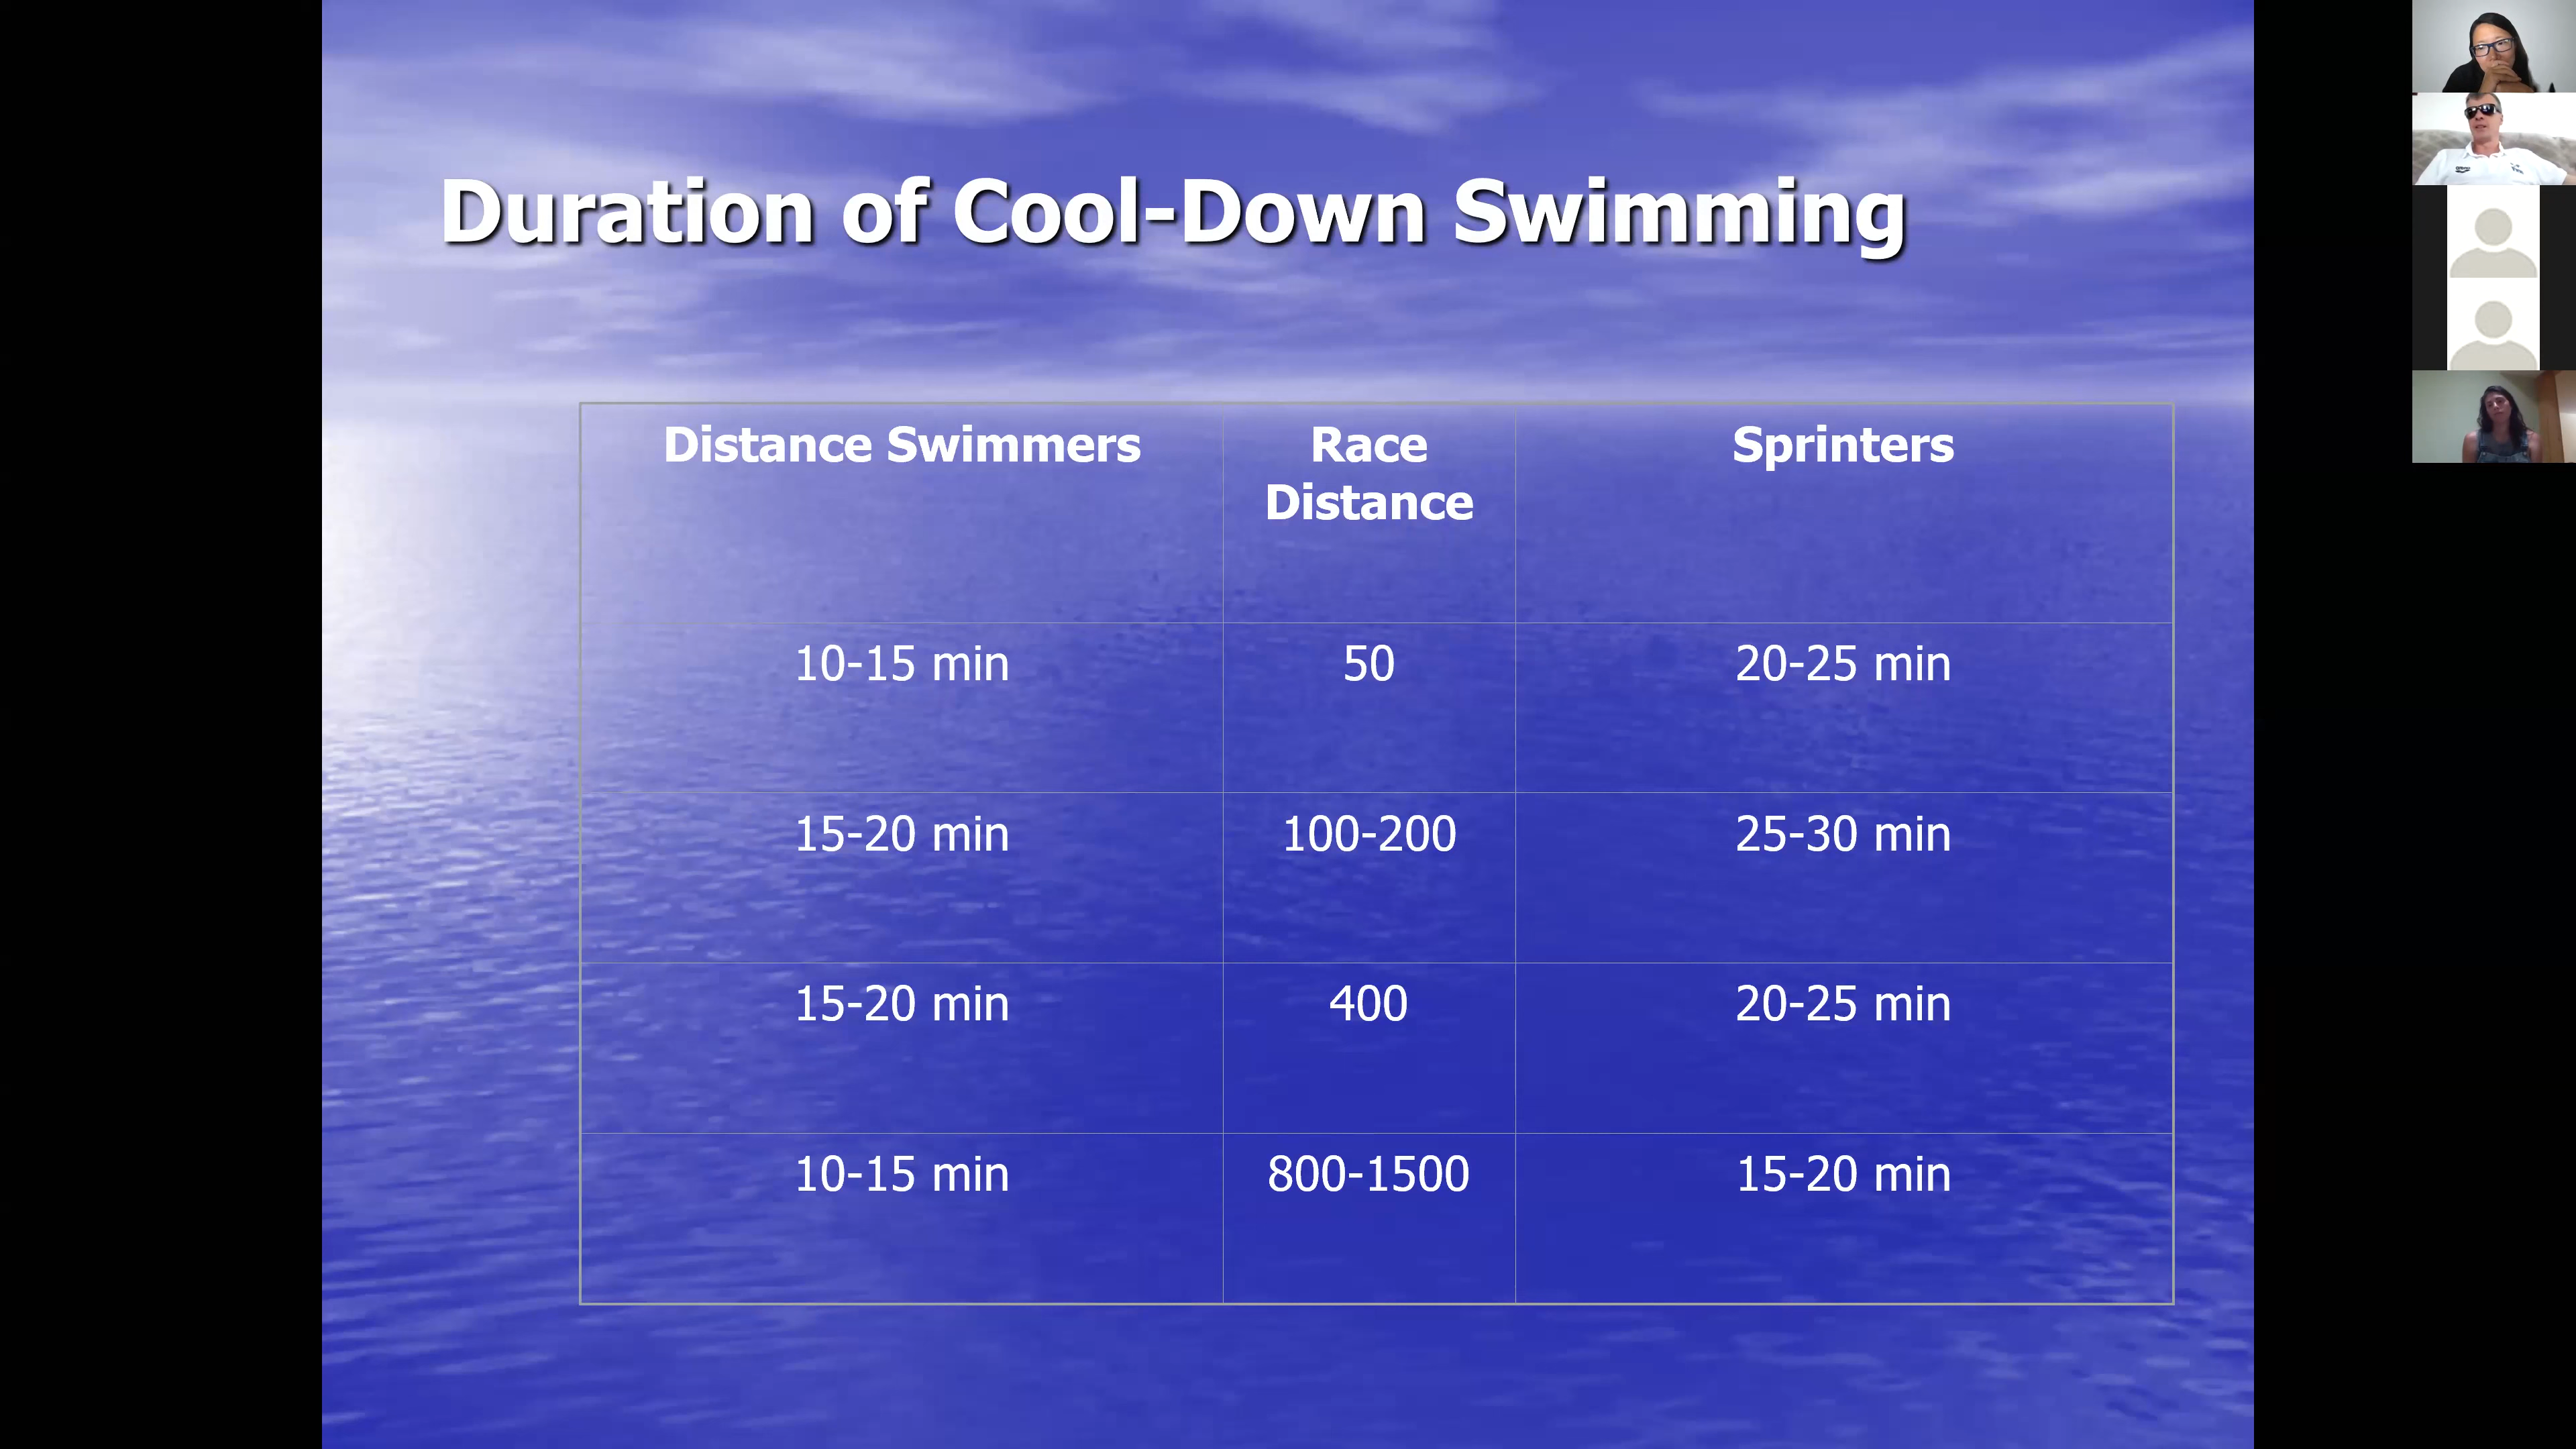 Duration of Cool-Down Swimming
Distance Swimmers
Race
Distance
Sprinters
10-15 min
50
20-25 min
15-20 min
100-200
25-30 min
15-20 min
400
20-25 min
10-15 min
800-1500
15-20 min